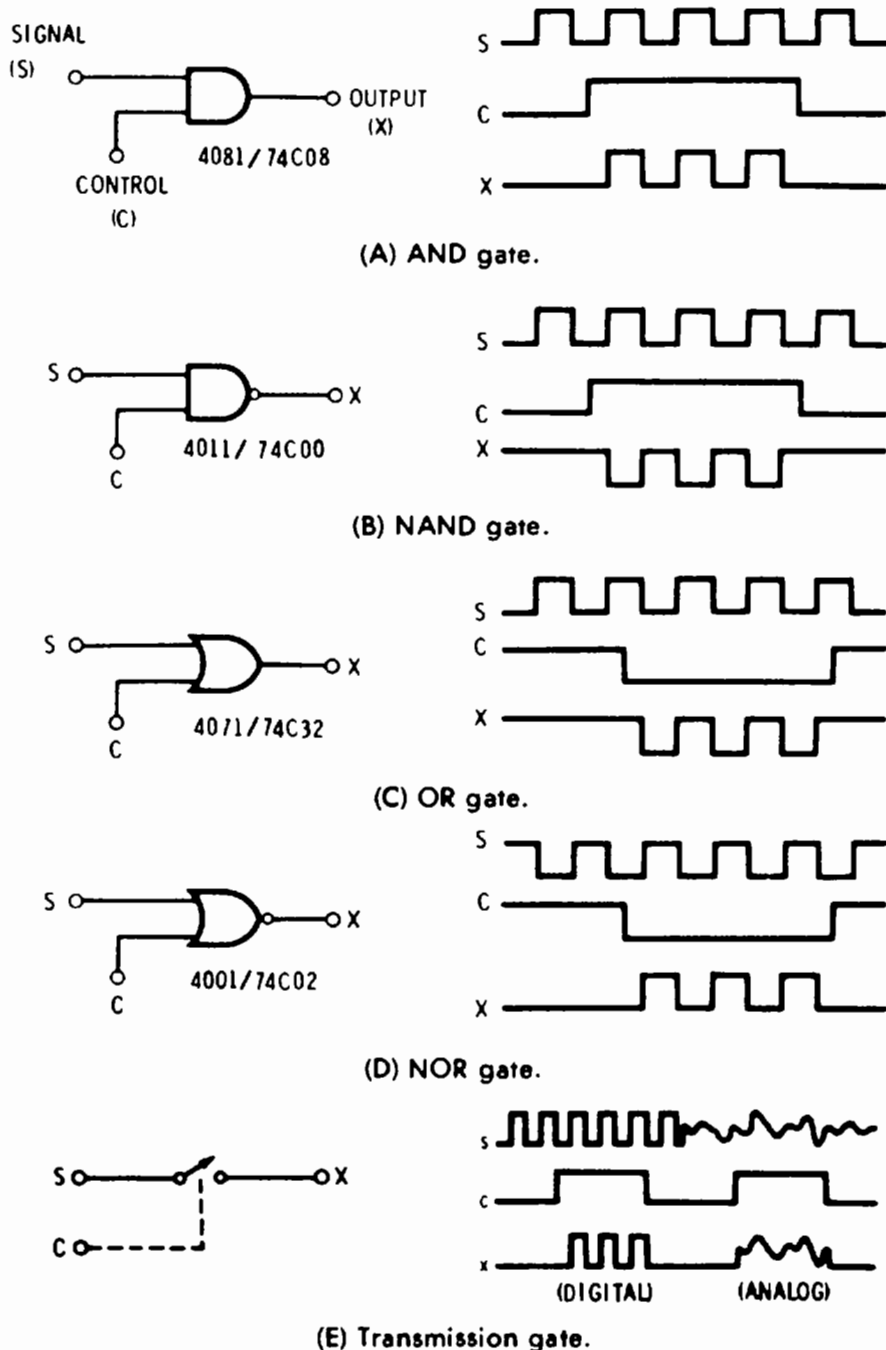 SIGNAL
(S)
OUTPUT
(X)
4081/74C08
CONTROL
(C)
S
C
X
(A) AND gate.
S
X
4011/ 74C00
C
S
C
X
(B) NAND gate.
S
X
4071/74C32
C
S
C
X
(C) OR gate.
S
X
4001/74C02
C
S
C
X
(D) NOR gate.
S
X
C
S
C
X
(DIGITAL)
(ANALOG)
(E) Transmission gate.